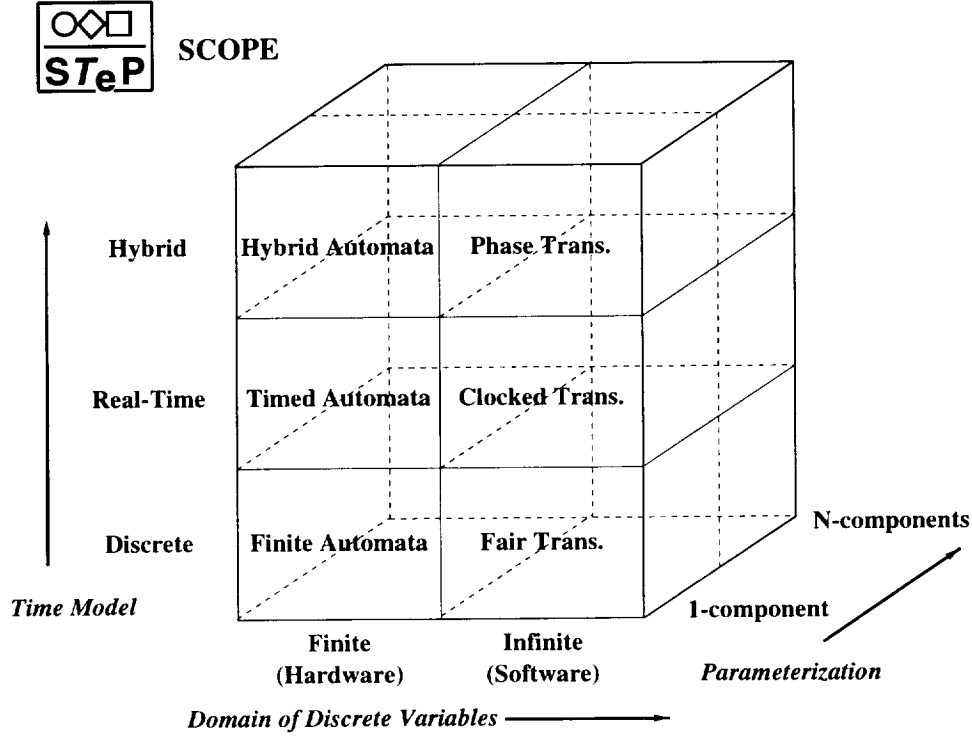 STeP
SCOPE
Hybrid
Hybrid Automata
Phase Trans.
Real-Time
Timed Automata
Clocked Trans.
Discrete
Finite Automata
Fair Trans.
N-components
Time Model
1-component
Finite
(Hardware)
Infinite
(Software)
Parameterization
Domain of Discrete Variables